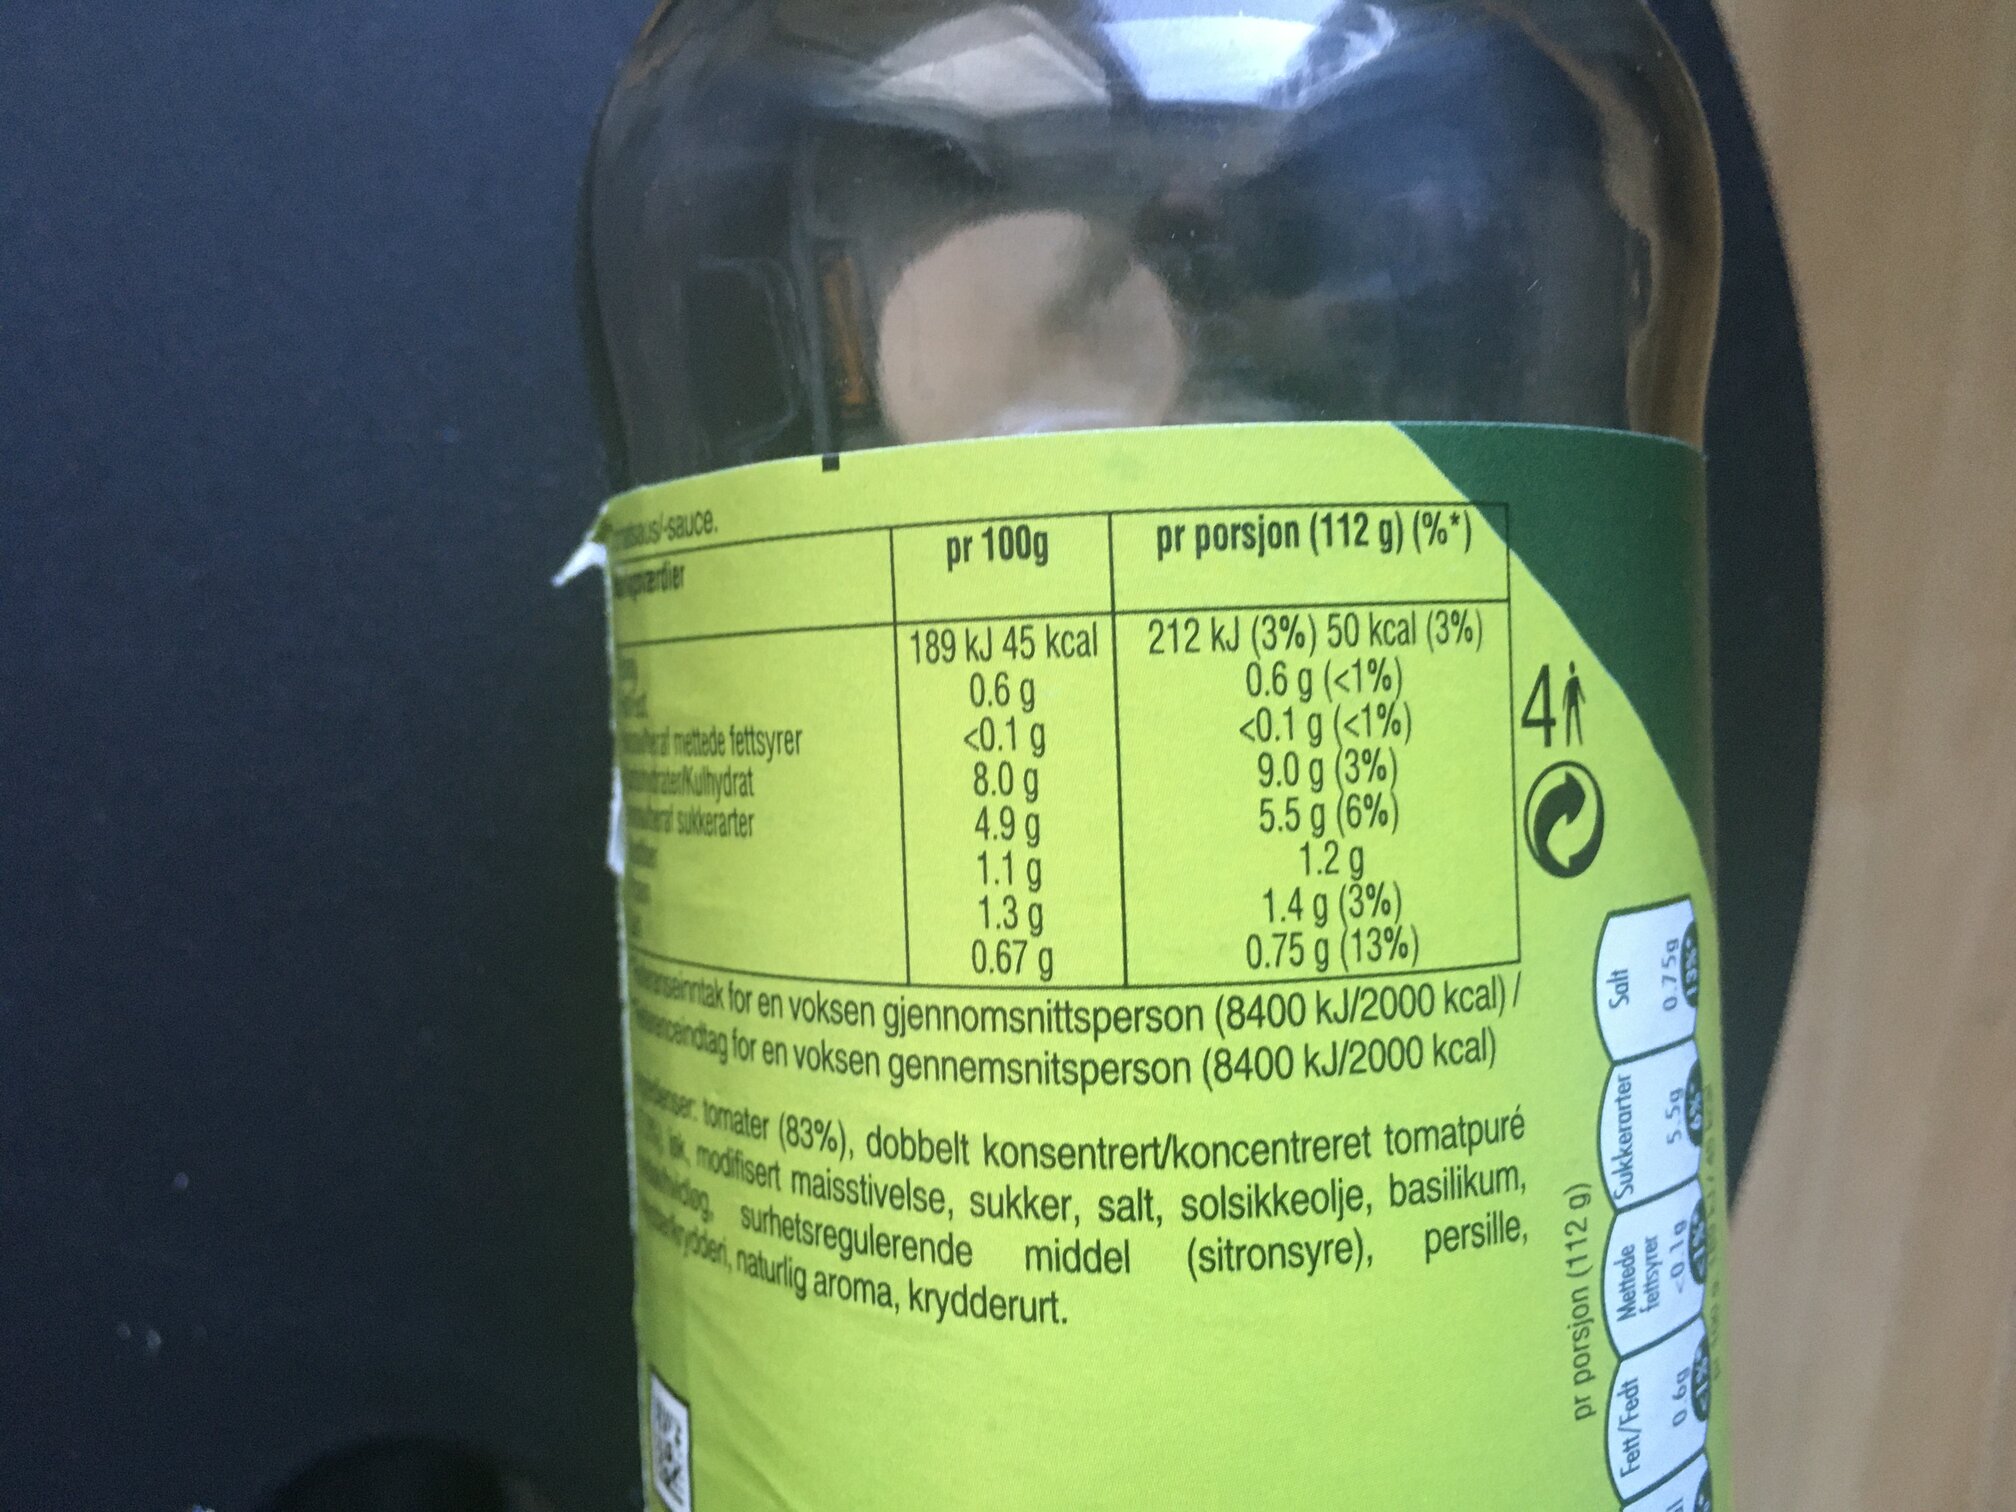 sauce.
pr 100g pr porsjon (112 g) (%*)
189 kJ 45 kcal 212 kJ (3%) 50 kcal (3%)
0.6 g 0.6 g (<1%)
mettede fettsyrer <0.1 g <0.1 g (<1%)
8.0 g 9.0 g (3%)
sukkerarter 4.9 g 5.5 g (6%)
1.1 g 1.2 g
1.3 g 1.4 g (3%)
0.67 g 0.75 g (13%)
4
for en voksen gjennomsnittsperson (8400 kJ/2000 kcal) /
for en voksen gennemsnitsperson (8400 kJ/2000 kcal)
tomater (83%), dobbelt konsentrert/koncentreret tomatpuré
modifisert maisstivelse, sukker, salt, solsikkeolje, basilikum,
surhetsregulerende middel (sitronsyre), persille,
naturlig aroma, krydderurt.
pr porsjon (112 g)
Fett/Fedt
0.6g
<1%*
Mettede
fettsyrer
<0.1g
<1%*
Sukkerarter
5.5g
6%*
Salt
0.75g
13%*